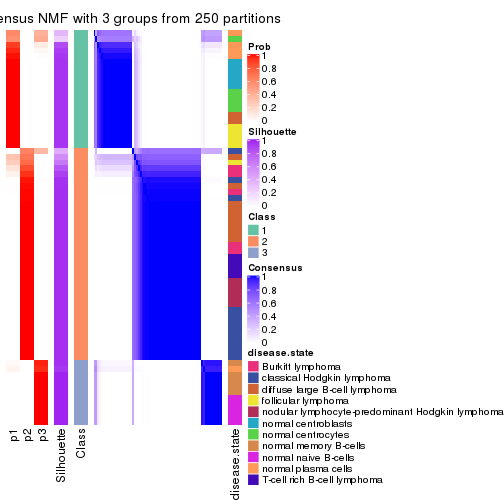 ensus NMF with 3 groups from 250 partitions
Prob
1
0.8
0.6
0.4
0.2
0
Silhouette
1
0.8
0.6
0.4
0.2
0
Class
1
2
3
Consensus
1
0.8
0.6
0.4
0.2
0
disease.state
Burkitt lymphoma
classical Hodgkin lymphoma
diffuse large B-cell lymphoma
follicular lymphoma
nodular lymphocyte-predominant Hodgkin lymphoma
normal centroblasts
normal centrocytes
normal memory B-cells
normal naive B-cells
normal plasma cells
T-cell rich B-cell lymphoma
p1
p2
p3
Silhouette
Class
disease.state